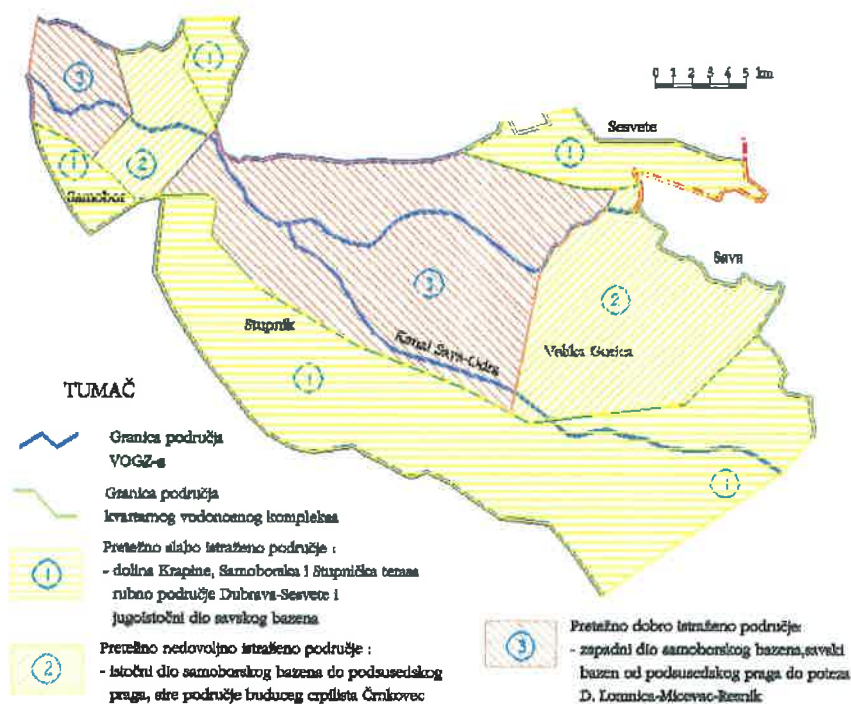 0 1 2 3 4 5 km
1
3
Sesvete
1
1
2
Samobor
Sava
2
3
Stupnik
Kanal Sava-Odra
Velika Gorica
1
1
TUMAČ
Granica područja
VOGZ-a
Granica područja
kvartarnog vodonosnog kompleksa
1
Pretežno slabo istraženo područje :
- dolina Krapine, Samoborska i Stupnička terasa
rubno područje Dubrava-Sesvete i
jugoistočni dio savskog bazena
2
Pretežno nedovoljno istraženo područje :
- istočni dio samoborskog bazena do podsusedskog
praga, šire područje buduceg crpilista Črnkovec
3
Pretežno dobro istraženo područje:
- zapadni dio samoborskog bazena,savski
bazen od podsusedskog praga do poteza
D. Lomnica-Micevac-Resnik